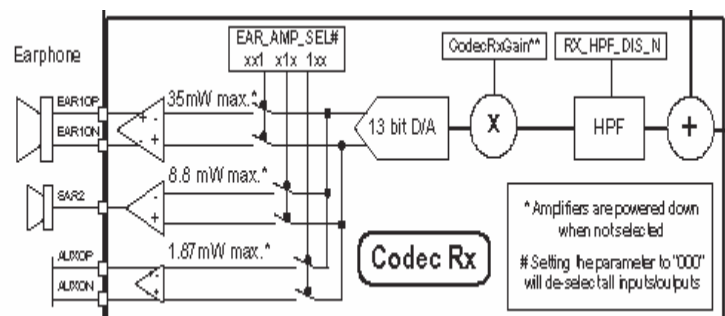 EAR_AMP_SEL#
xx1 x1x 1xx
CodecRxGain**
RX_HPF_DIS_N
Earphone
35mW max.*
EAR1OP
EAR1ON
13 bit D/A
X
HPF
+
8.8 mW max.*
EAR2
1.87mW max.*
AUXOP
AUXON
Codec Rx
* Amplifiers are powered down
when not selected
# Setting the parameter to "000"
will de-select all inputs/outputs